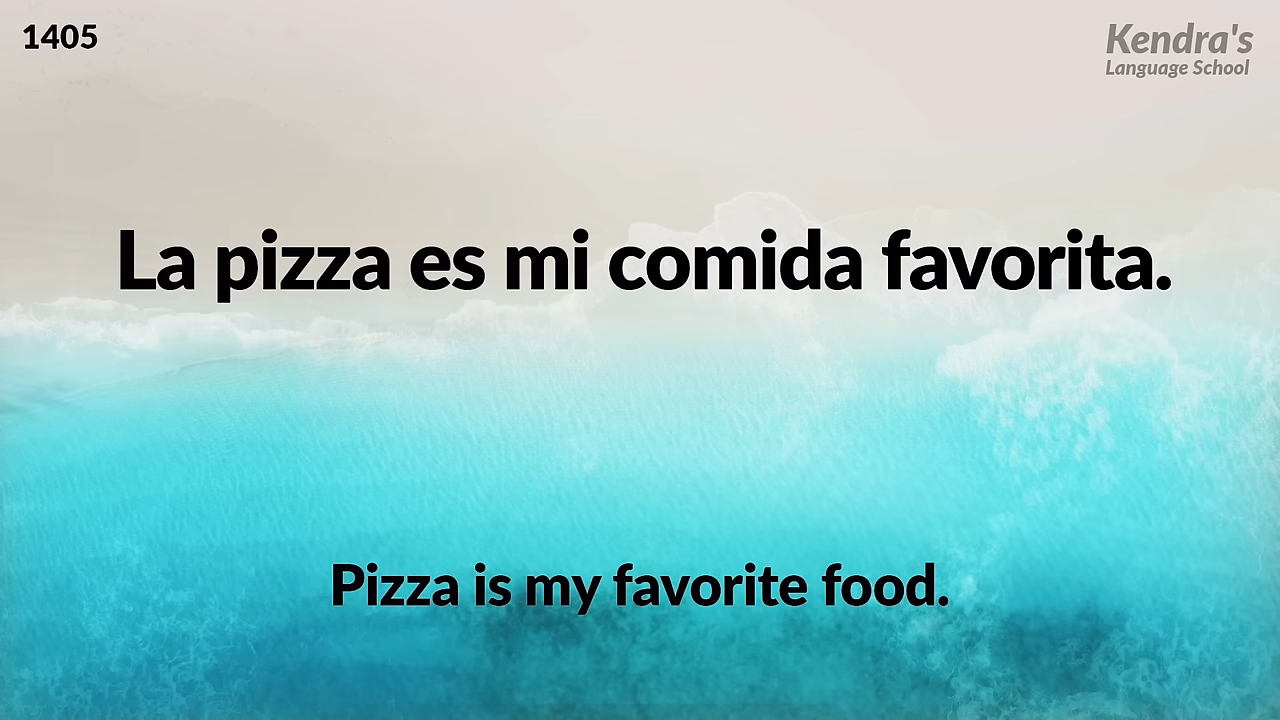 1405
Kendra's
Language School
La pizza es mi comida favorita.
Pizza is my favorite food.